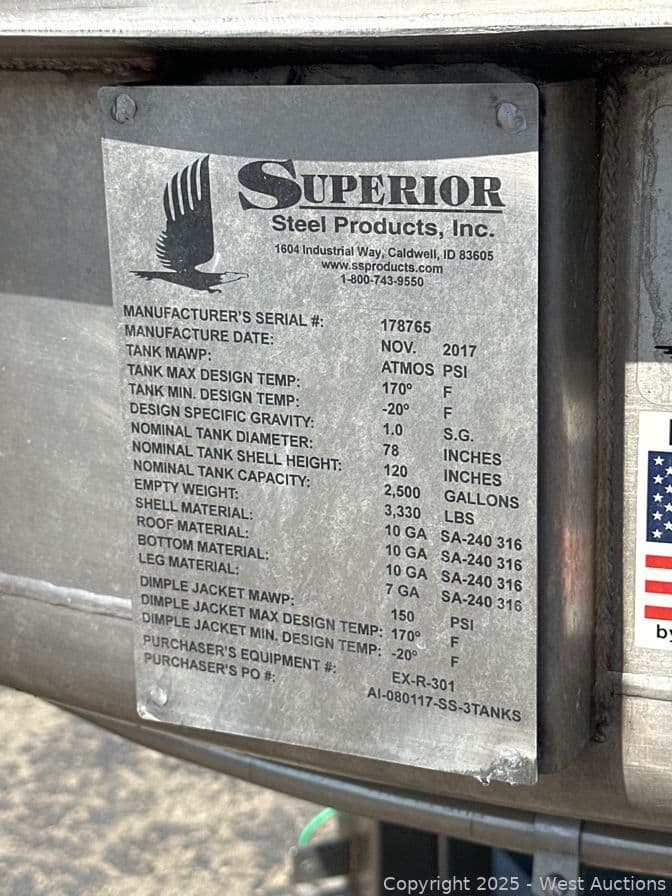 SUPERIOR
Steel Products, Inc.
1604 Industrial Way, Caldwell, ID 83605
www.ssproducts.com
1-800-743-9550
MANUFACTURER'S SERIAL #: 178765
MANUFACTURE DATE: NOV. 2017
TANK MAWP: ATMOS PSI
TANK MAX DESIGN TEMP: 170º F
TANK MIN. DESIGN TEMP: -20º F
DESIGN SPECIFIC GRAVITY: 1.0 S.G.
NOMINAL TANK DIAMETER: 78 INCHES
NOMINAL TANK SHELL HEIGHT: 120 INCHES
NOMINAL TANK CAPACITY: 2,500 GALLONS
EMPTY WEIGHT: 3,330 LBS
SHELL MATERIAL: 10 GA SA-240 316
ROOF MATERIAL: 10 GA SA-240 316
BOTTOM MATERIAL: 10 GA SA-240 316
LEG MATERIAL: 7 GA SA-240 316
DIMPLE JACKET MAWP: 150 PSI
DIMPLE JACKET MAX DESIGN TEMP: 170º F
DIMPLE JACKET MIN. DESIGN TEMP: -20º F
PURCHASER'S EQUIPMENT #: EX-R-301
PURCHASER'S PO #: AI-080117-SS-3TANKS
by
Copyright © 2025 - West Auctions